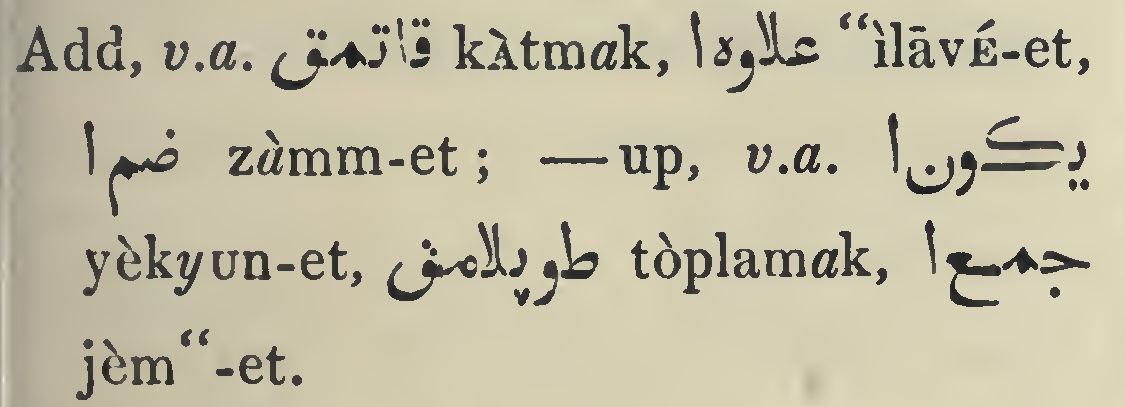 Add, v.a. قاتمق kàtmak, علاوه ا “ìlāvÉ-et,
ضم ا zàmm-et; —up, v.a. يكون ا
yèkyun-et, طوپلامق tòplamak, جمع ا
jèm“-et.